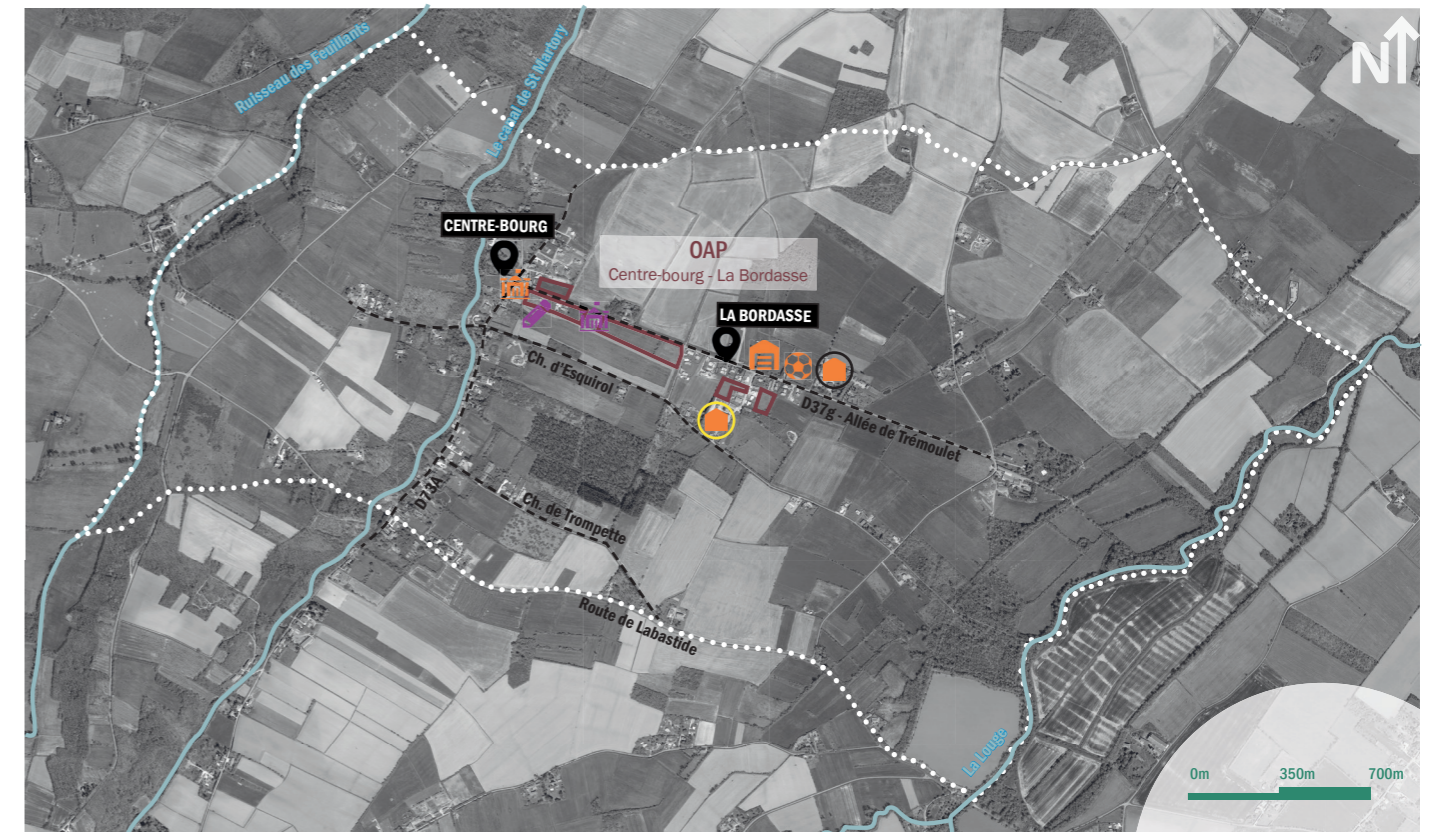 N
Ruisseau des Feuillants
Le canal de St Martory
CENTRE-BOURG
OAP
Centre-bourg - La Bordasse
LA BORDASSE
Ch. d'Esquirol
D37g - Allée de Trémoulet
D73A
Ch. de Trompette
Route de Labastide
La Louge
0m 350m 700m